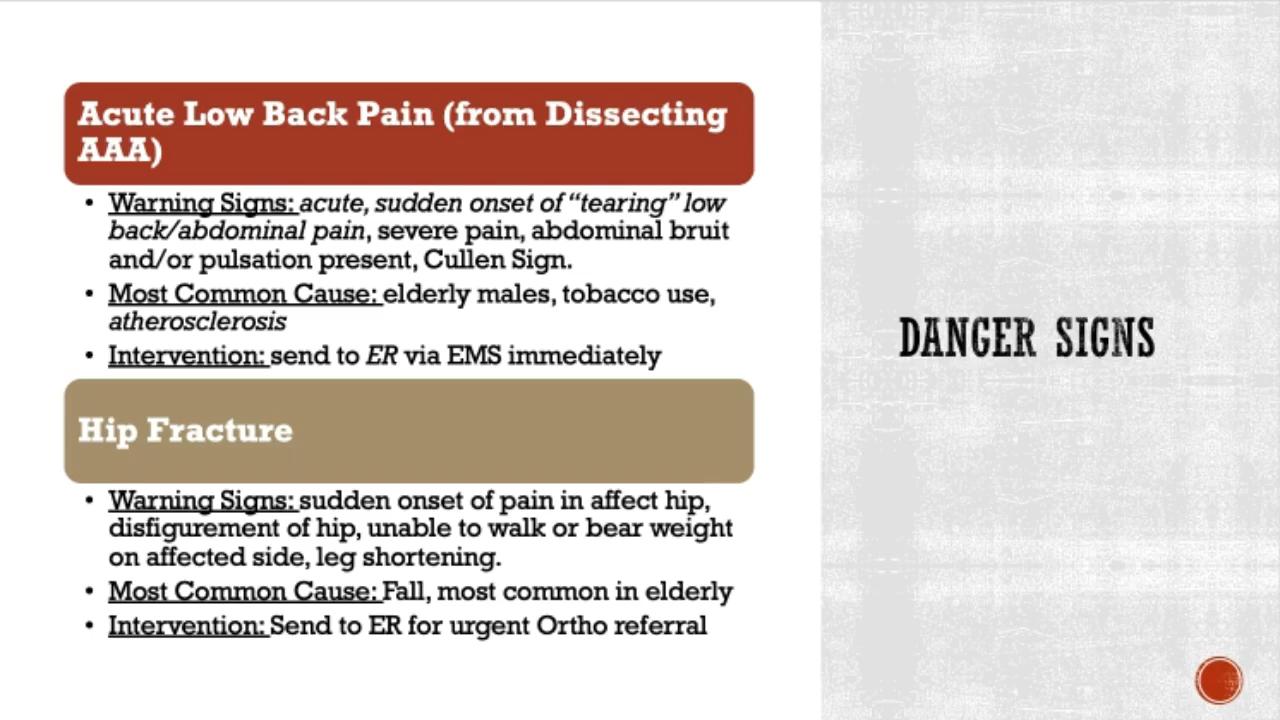 Acute Low Back Pain (from Dissecting
AAA)
• Warning Signs: acute, sudden onset of “tearing” low
back/abdominal pain, severe pain, abdominal bruit
and/or pulsation present, Cullen Sign.
• Most Common Cause: elderly males, tobacco use,
atherosclerosis
• Intervention: send to ER via EMS immediately
Hip Fracture
• Warning Signs: sudden onset of pain in affect hip,
disfigurement of hip, unable to walk or bear weight
on affected side, leg shortening.
• Most Common Cause: Fall, most common in elderly
• Intervention: Send to ER for urgent Ortho referral
DANGER SIGNS